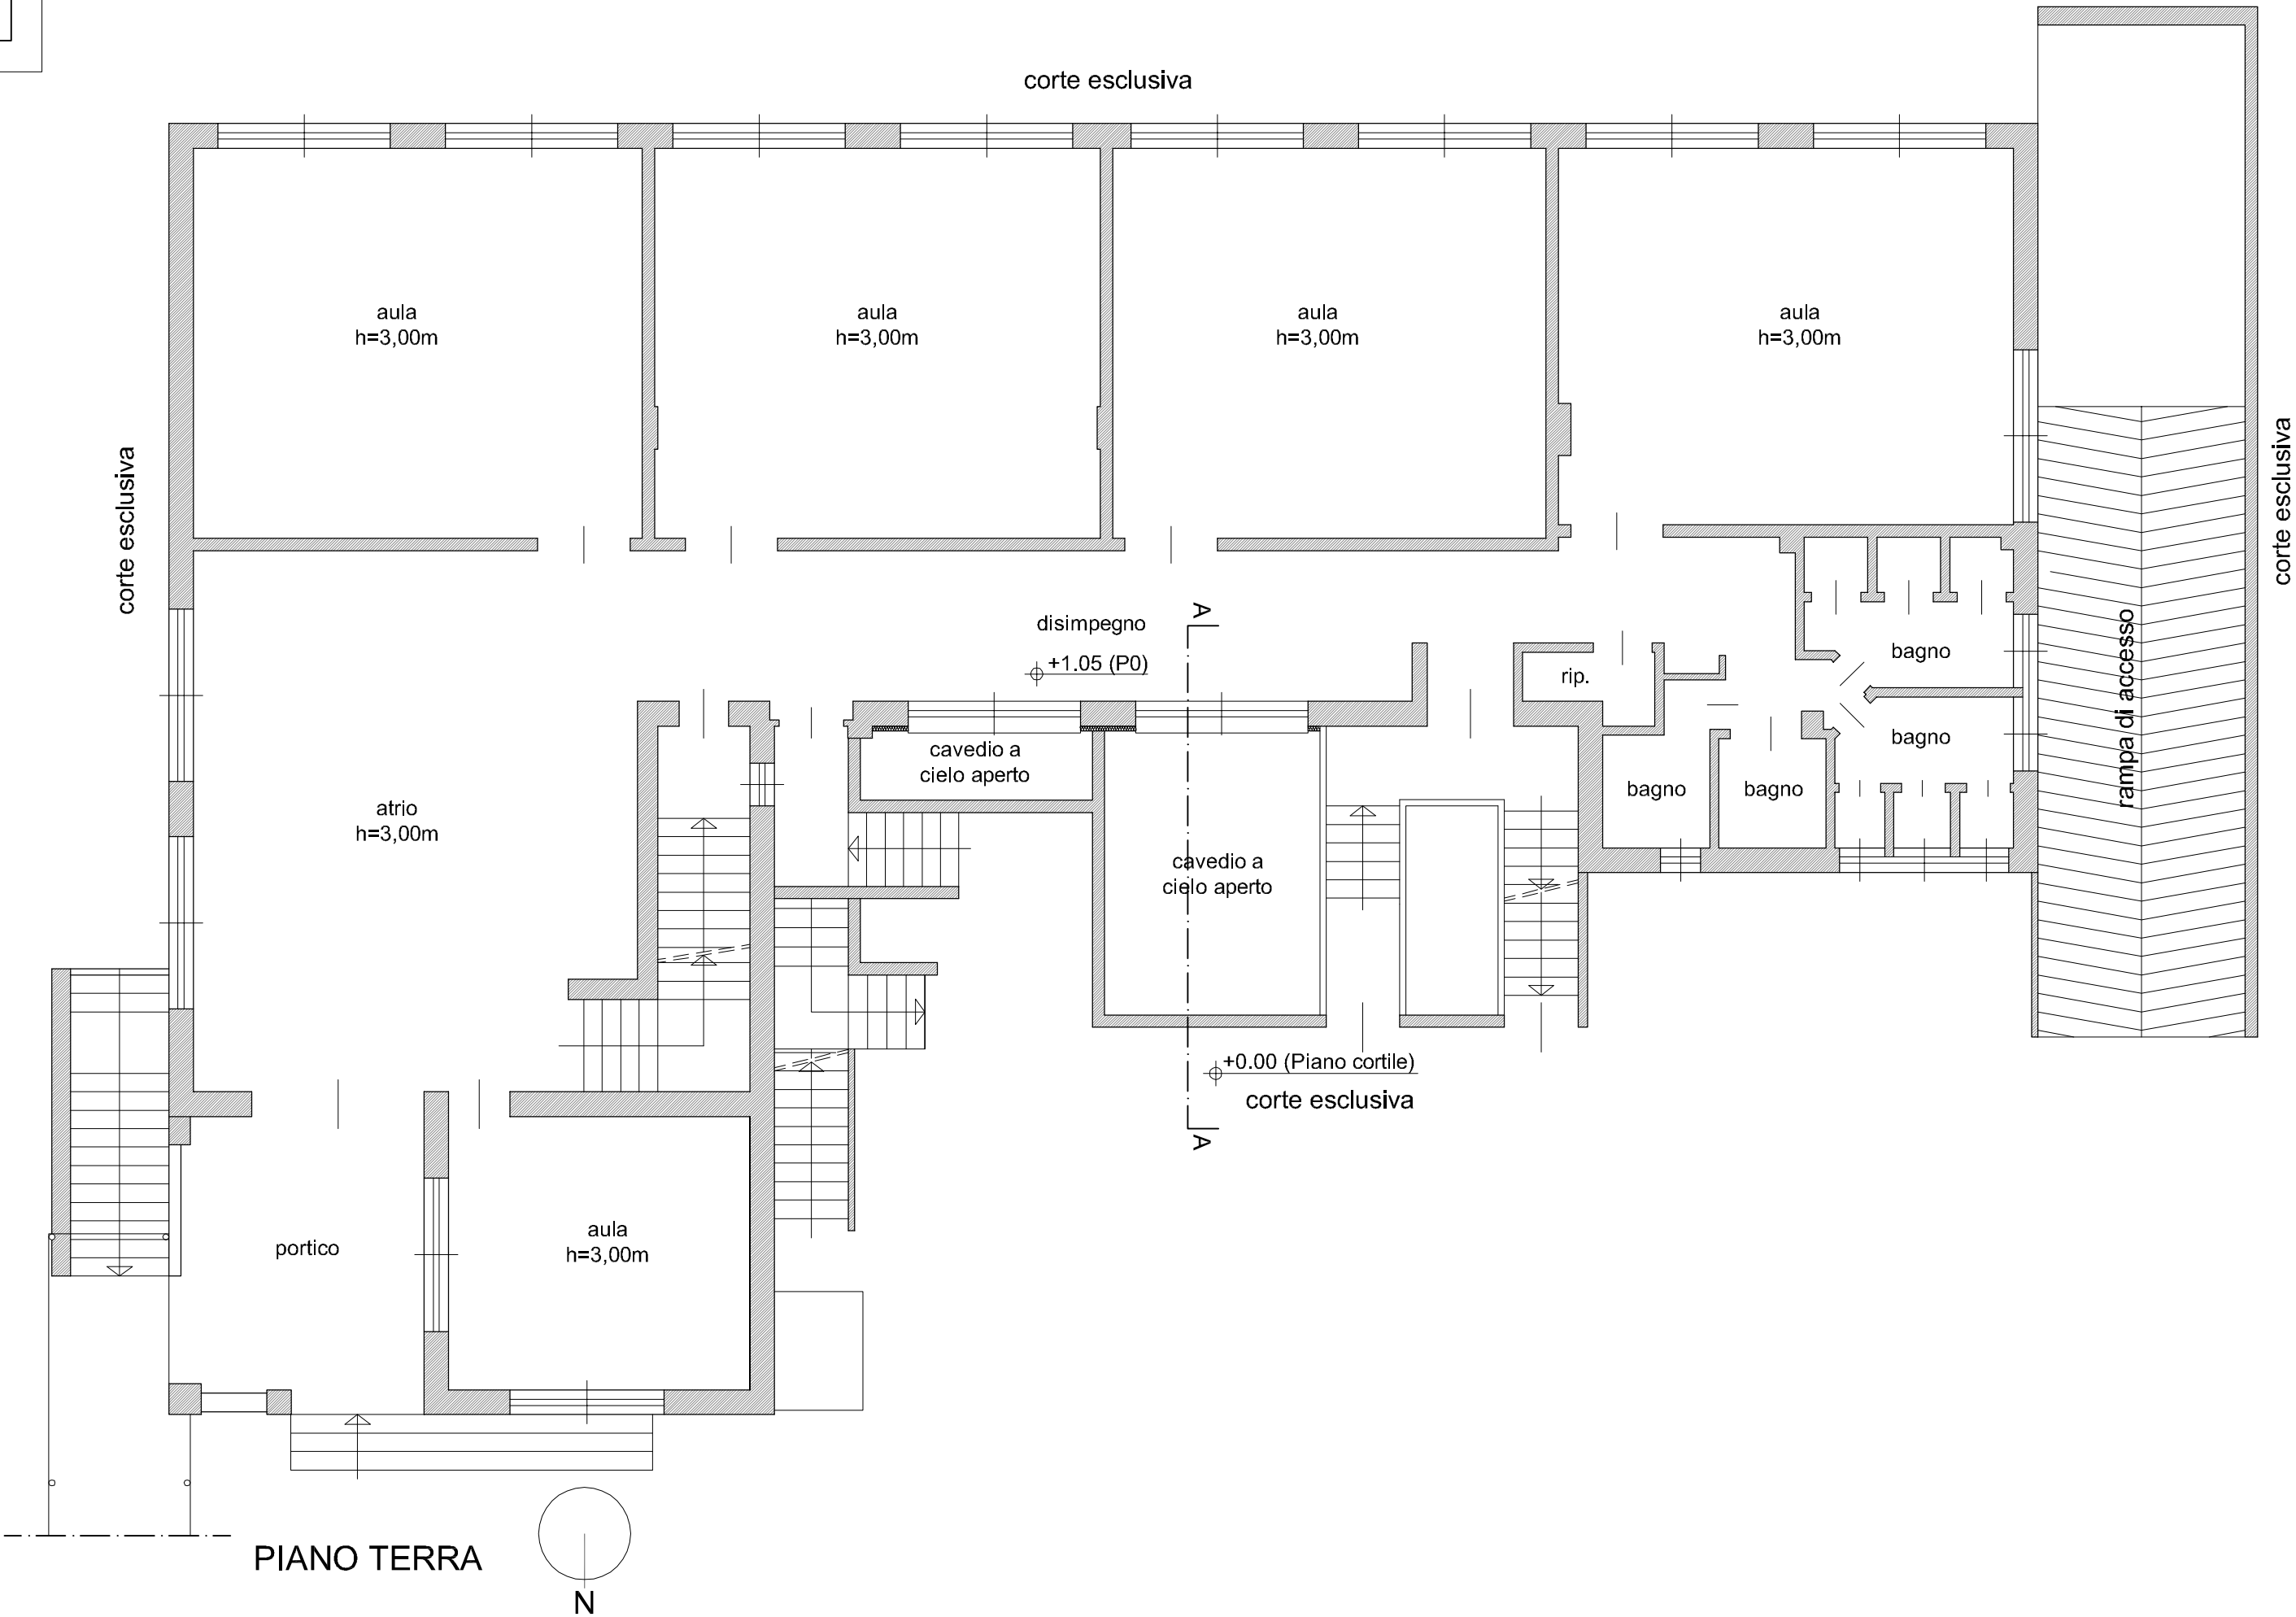 corte esclusiva
aula
h=3,00m
aula
h=3,00m
aula
h=3,00m
aula
h=3,00m
corte esclusiva
corte esclusiva
A
disimpegno
+1.05 (P0)
rampa di accesso
bagno
rip.
bagno
cavedio a
cielo aperto
bagno
bagno
atrio
h=3,00m
cavedio a
cielo aperto
+0.00 (Piano cortile)
corte esclusiva
A
portico
aula
h=3,00m
PIANO TERRA
N